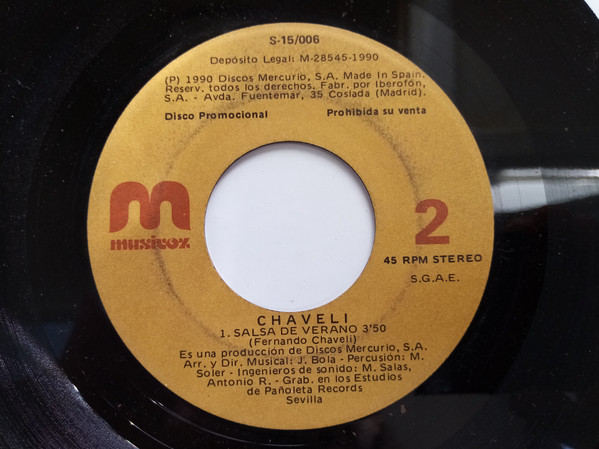 S-15/006
Depósito Legal: M-28545-1990
(P) 1990 Discos Mercurio, S.A. Made In Spain.
Reserv. todos los derechos. Fabr. por Iberofón,
S.A. - Avda. Fuentemar, 35 Coslada (Madrid).
Disco Promocional Prohibida su venta
m
musivox
2
45 RPM STEREO
S.G.A.E.
CHAVELI
1. SALSA DE VERANO 3'50
(Fernando Chaveli)
Es una producción de Discos Mercurio, S.A.
Arr. y Dir. Musical: J. Bola - Percusión: M.
Soler - Ingenieros de sonido: M. Salas,
Antonio R. - Grab. en los Estudios
de Pañoleta Records
Sevilla